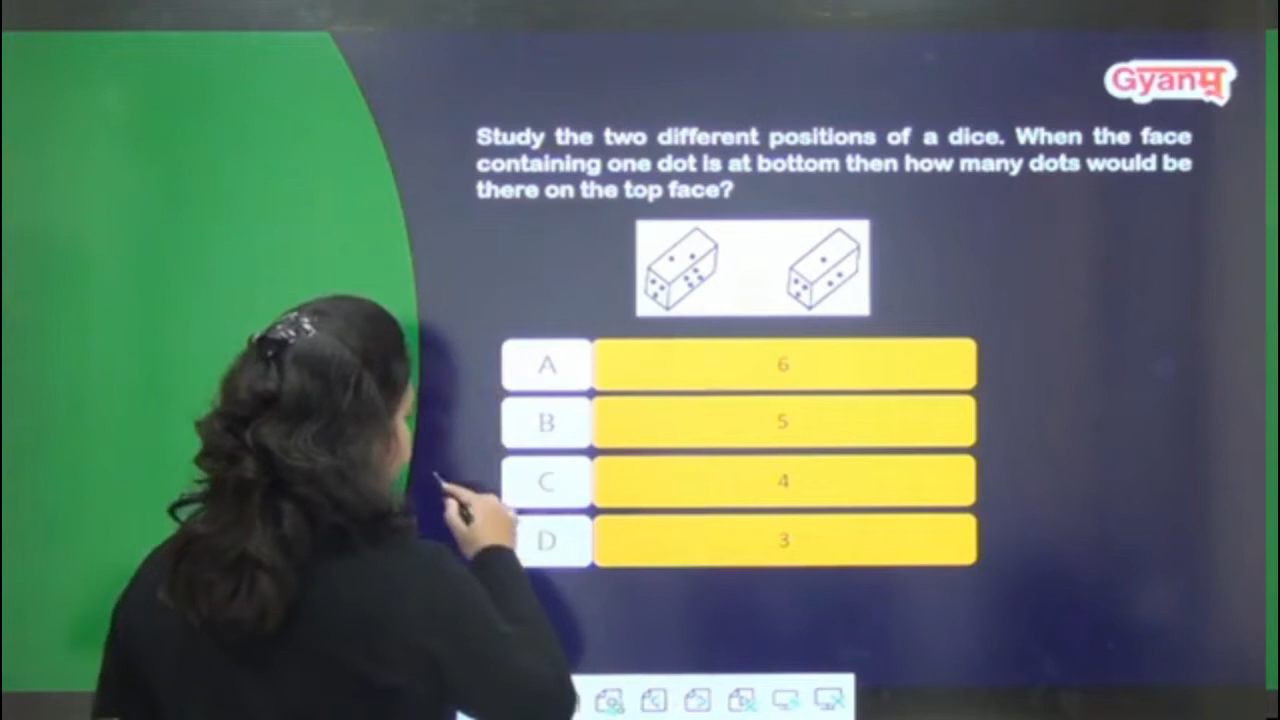 Gyanम्
Study the two different positions of a dice. When the face
containing one dot is at bottom then how many dots would be
there on the top face?
A 6
B 5
C 4
D 3